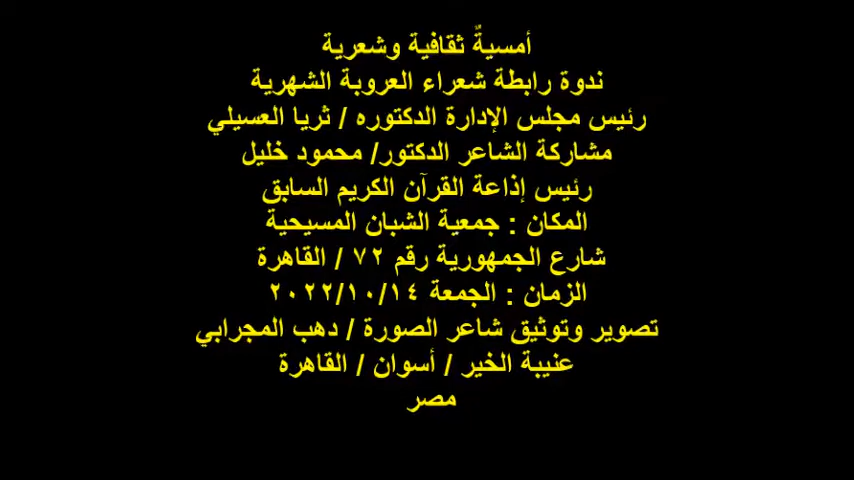 أمسيةٌ ثقافية وشعرية
ندوة رابطة شعراء العروبة الشهرية
رئيس مجلس الإدارة الدكتوره / ثريا العسيلي
مشاركة الشاعر الدكتور/ محمود خليل
رئيس إذاعة القرآن الكريم السابق
المكان : جمعية الشبان المسيحية
شارع الجمهورية رقم ٧٢ / القاهرة
الزمان : الجمعة ٢٠٢٢/١٠/١٤
تصوير وتوثيق شاعر الصورة / دهب المجرابي
عنيبة الخير / أسوان / القاهرة
مصر